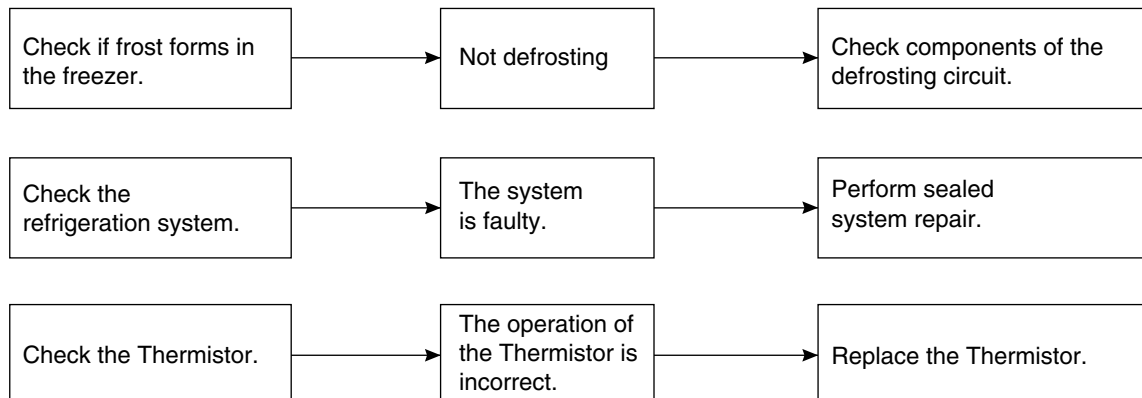 Check if frost forms in
the freezer.
Not defrosting
Check components of the
defrosting circuit.
Check the
refrigeration system.
The system
is faulty.
Perform sealed
system repair.
Check the Thermistor.
The operation of
the Thermistor is
incorrect.
Replace the Thermistor.